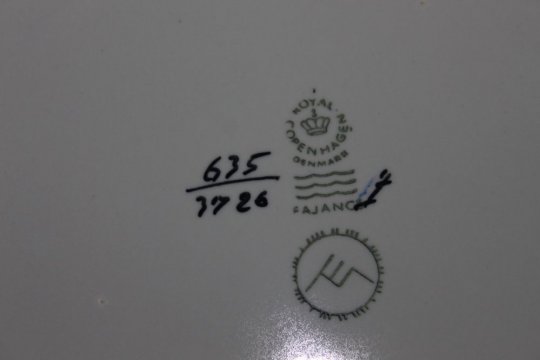 ROYAL
COPENHAGEN
DENMARK
635
3726
FAJANCE